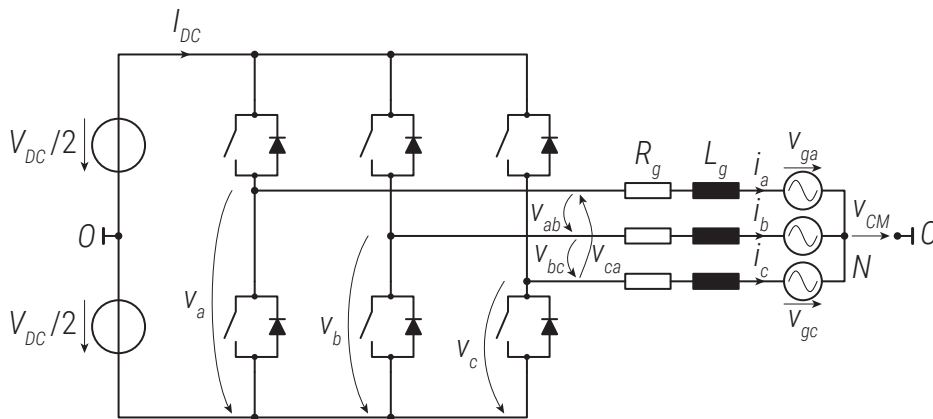 I_DC
V_DC/2
V_DC/2
O
v_a
v_b
v_c
v_ab
v_bc
v_ca
R_g
L_g
i_a
i_b
i_c
v_ga
v_gc
v_CM
N
O